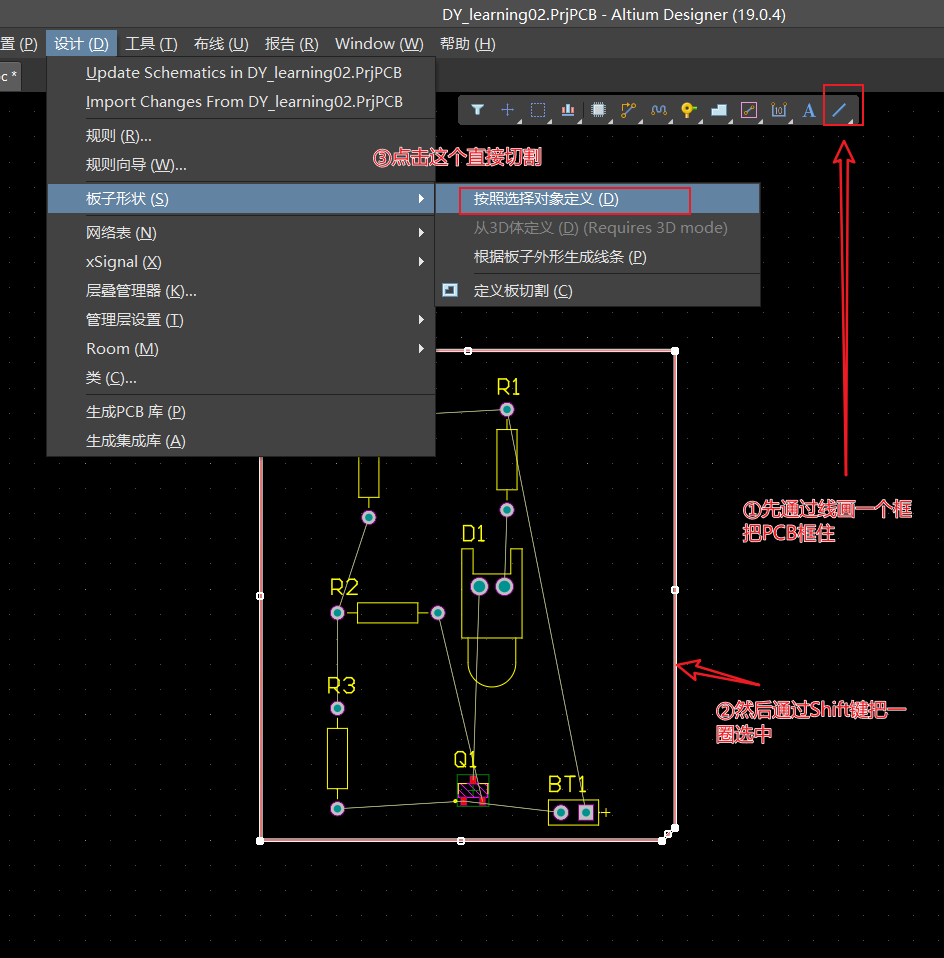 DY_learning02.PrjPCB - Altium Designer (19.0.4)
置 (P) 设计 (D) 工具 (T) 布线 (U) 报告 (R) Window (W) 帮助 (H)
oc *
Update Schematics in DY_learning02.PrjPCB
Import Changes From DY_learning02.PrjPCB
规则 (R)...
规则向导 (W)...
板子形状 (S)
网络表 (N)
xSignal (X)
层叠管理器 (K)...
管理层设置 (T)
Room (M)
类 (C)...
生成PCB 库 (P)
生成集成库 (A)
A
③点击这个直接切割
按照选择对象定义 (D)
从3D体定义 (D) (Requires 3D mode)
根据板子外形生成线条 (P)
定义板切割 (C)
R1
①先通过线画一个框
把PCB框住
D1
R2
R3
②然后通过Shift键把一
圈选中
Q1
BT1
+